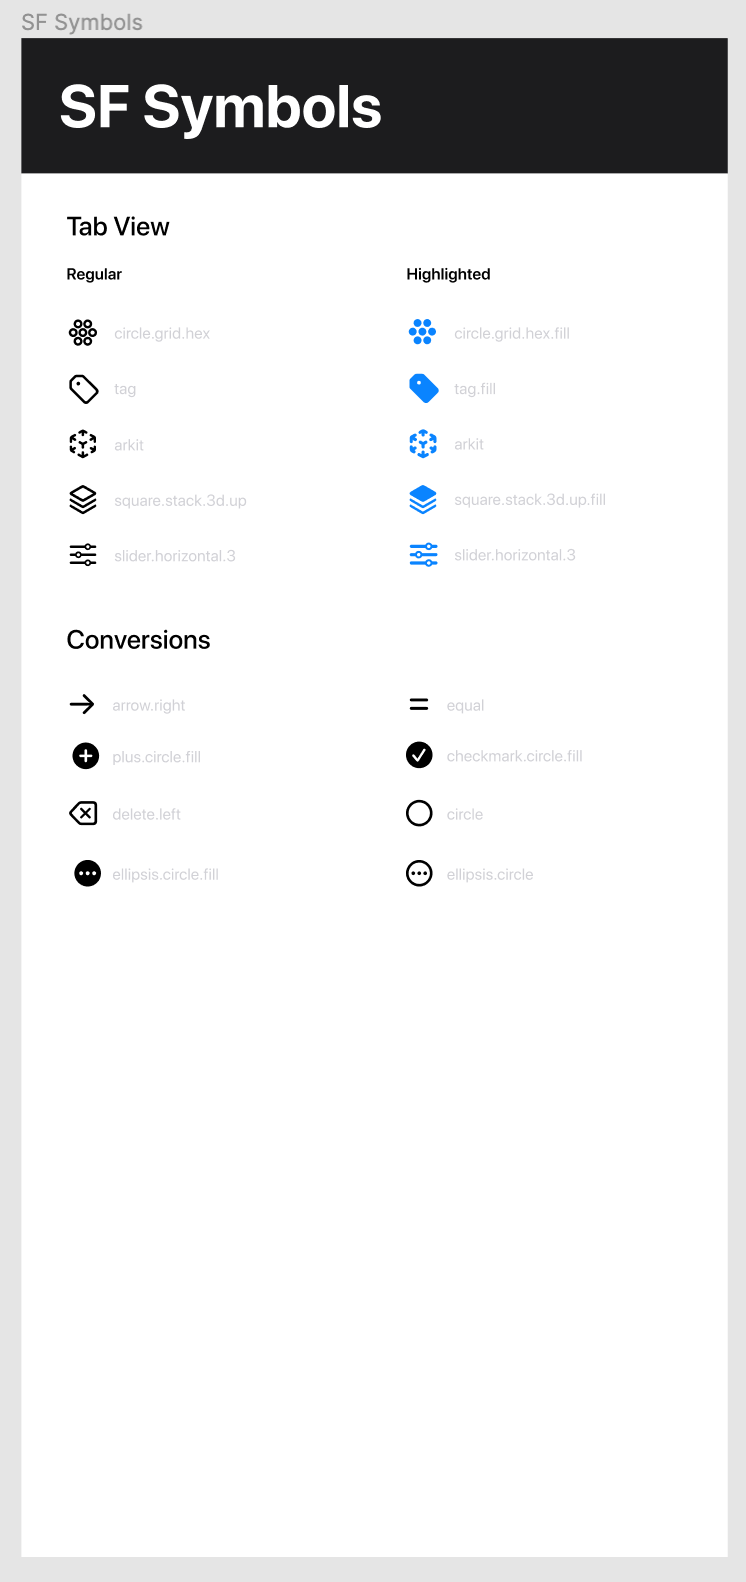 SF Symbols
SF Symbols
Tab View
Regular Highlighted
circle.grid.hex circle.grid.hex.fill
tag tag.fill
arkit arkit
square.stack.3d.up square.stack.3d.up.fill
slider.horizontal.3 slider.horizontal.3
Conversions
arrow.right equal
plus.circle.fill checkmark.circle.fill
delete.left circle
ellipsis.circle.fill ellipsis.circle